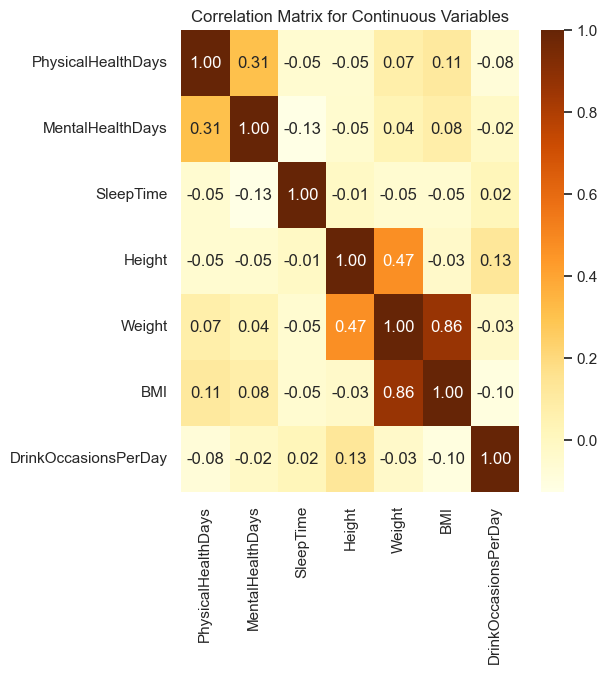 Correlation Matrix for Continuous Variables
PhysicalHealthDays 1.00 0.31 -0.05 -0.05 0.07 0.11 -0.08
MentalHealthDays 0.31 1.00 -0.13 -0.05 0.04 0.08 -0.02
SleepTime -0.05 -0.13 1.00 -0.01 -0.05 -0.05 0.02
Height -0.05 -0.05 -0.01 1.00 0.47 -0.03 0.13
Weight 0.07 0.04 -0.05 0.47 1.00 0.86 -0.03
BMI 0.11 0.08 -0.05 -0.03 0.86 1.00 -0.10
DrinkOccasionsPerDay -0.08 -0.02 0.02 0.13 -0.03 -0.10 1.00
PhysicalHealthDays
MentalHealthDays
SleepTime
Height
Weight
BMI
DrinkOccasionsPerDay
1.0
0.8
0.6
0.4
0.2
0.0